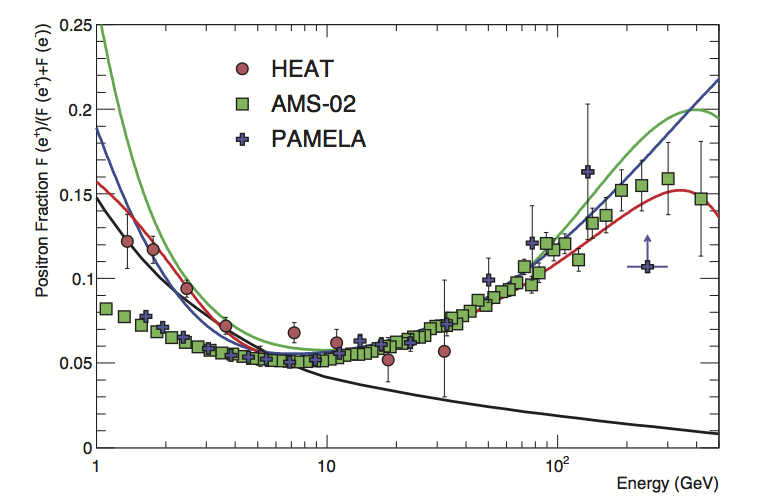 Positron Fraction F (e⁺)/(F (e⁺)+F (e⁻))
0.25
0.2
0.15
0.1
0.05
0
HEAT
AMS-02
PAMELA
1
10
10²
Energy (GeV)